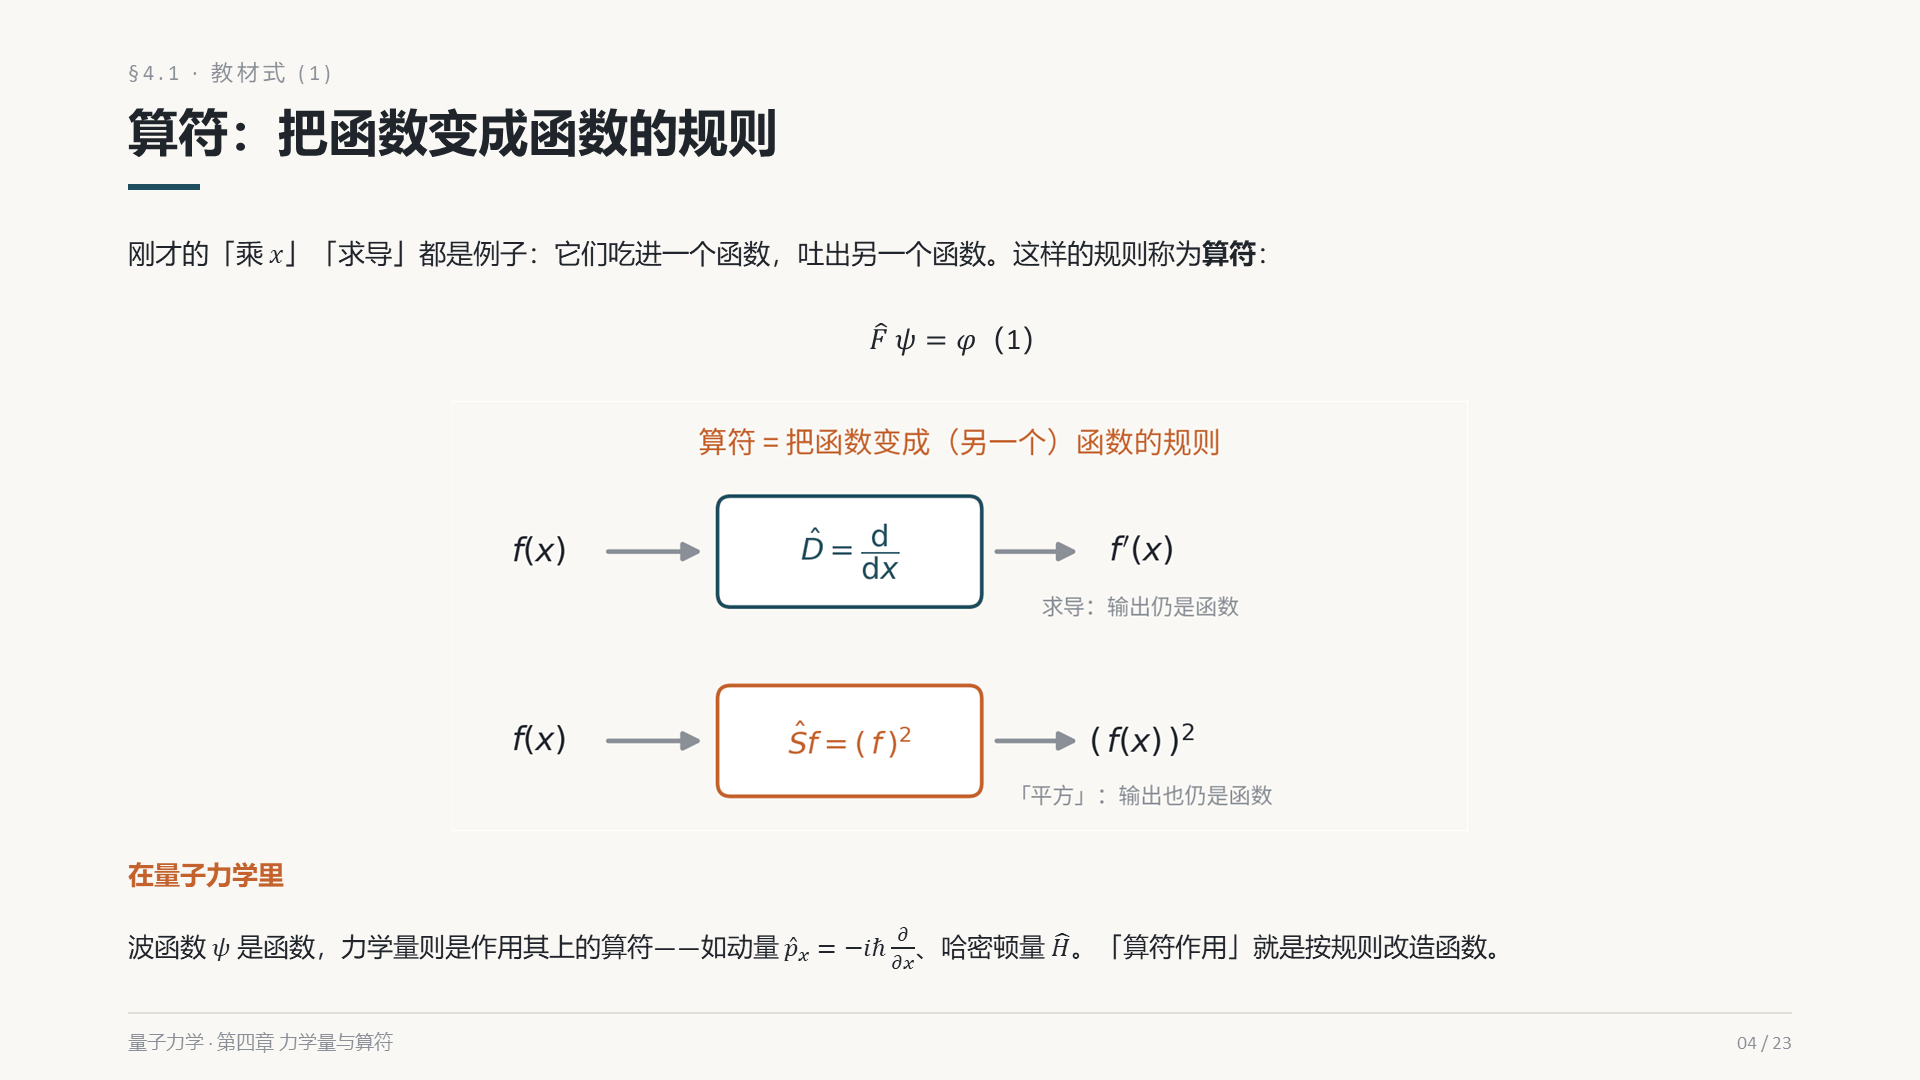 §4.1 · 教材式 (1)
算符：把函数变成函数的规则
刚才的「乘 x」「求导」都是例子：它们吃进一个函数，吐出另一个函数。这样的规则称为算符：
F̂ ψ = φ (1)
算符 = 把函数变成（另一个）函数的规则
f(x) → D̂ = d/dx → f′(x)
求导：输出仍是函数
f(x) → Ŝf = ( f )² → ( f(x) )²
「平方」：输出也仍是函数
在量子力学里
波函数 ψ 是函数，力学量则是作用其上的算符——如动量 p̂ₓ = −iħ ∂/∂x、哈密顿量 Ĥ。「算符作用」就是按规则改造函数。
量子力学 · 第四章 力学量与算符
04 / 23